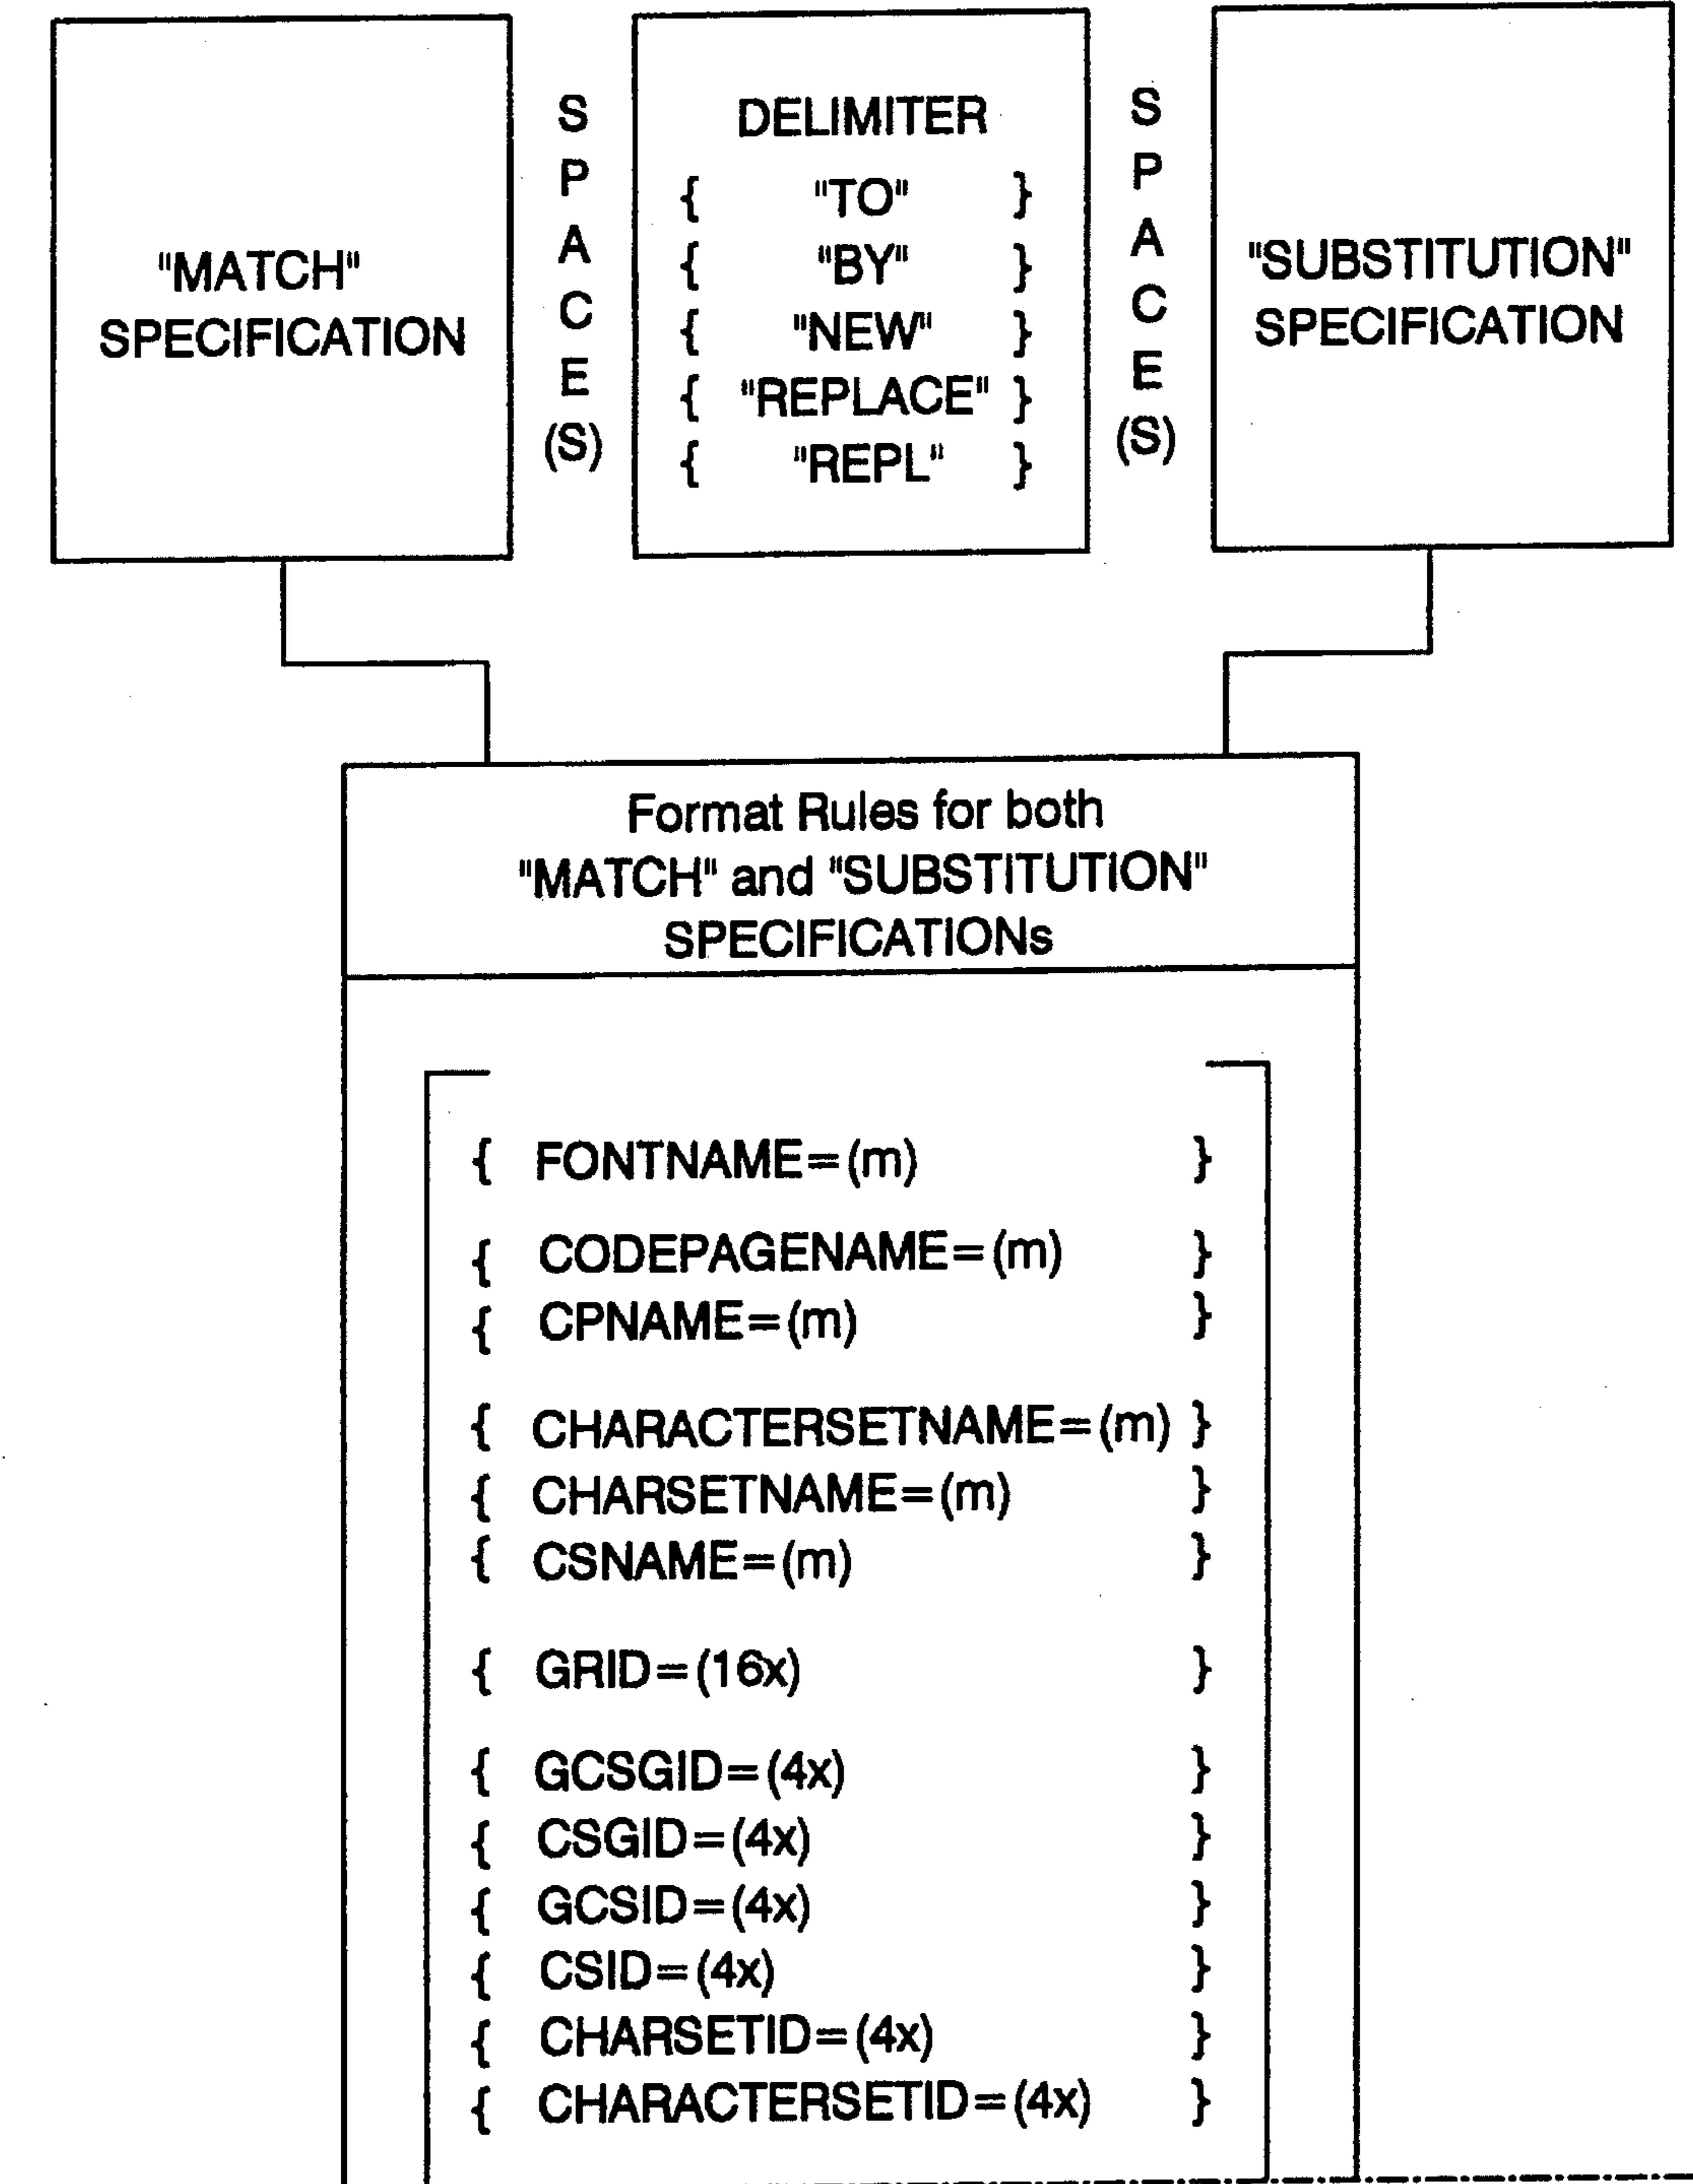 "MATCH"
SPECIFICATION
S
P
A
C
E
(S)
DELIMITER
{ "TO" }
{ "BY" }
{ "NEW" }
{ "REPLACE" }
{ "REPL" }
S
P
A
C
E
(S)
"SUBSTITUTION"
SPECIFICATION
Format Rules for both
"MATCH" and "SUBSTITUTION"
SPECIFICATIONs
{ FONTNAME=(m) }
{ CODEPAGENAME=(m) }
{ CPNAME=(m) }
{ CHARACTERSETNAME=(m) }
{ CHARSETNAME=(m) }
{ CSNAME=(m) }
{ GRID=(16x) }
{ GCSGID=(4x) }
{ CSGID=(4x) }
{ GCSID=(4x) }
{ CSID=(4x) }
{ CHARSETID=(4x) }
{ CHARACTERSETID=(4x) }